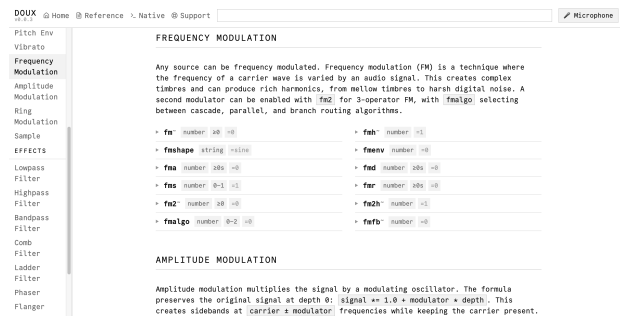 DOUX
v0.0.3
Home
Reference
Native
Support
Microphone
Pitch Env
Vibrato
Frequency
Modulation
Amplitude
Modulation
Ring
Modulation
Sample
EFFECTS
Lowpass
Filter
Highpass
Filter
Bandpass
Filter
Comb
Filter
Ladder
Filter
Phaser
Flanger
FREQUENCY MODULATION
Any source can be frequency modulated. Frequency modulation (FM) is a technique where
the frequency of a carrier wave is varied by an audio signal. This creates complex
timbres and can produce rich harmonics, from mellow timbres to harsh digital noise. A
second modulator can be enabled with fm2 for 3-operator FM, with fmalgo selecting
between cascade, parallel, and branch routing algorithms.
fm~ number ≥0 =0
fmh~ number =1
fmshape string =sine
fmenv number =0
fma number ≥0s =0
fmd number ≥0s =0
fms number 0–1 =1
fmr number ≥0s =0
fm2~ number ≥0 =0
fm2h~ number =1
fmalgo number 0–2 =0
fmfb~ number =0
AMPLITUDE MODULATION
Amplitude modulation multiplies the signal by a modulating oscillator. The formula
preserves the original signal at depth 0: signal *= 1.0 + modulator * depth . This
creates sidebands at carrier ± modulator frequencies while keeping the carrier present.